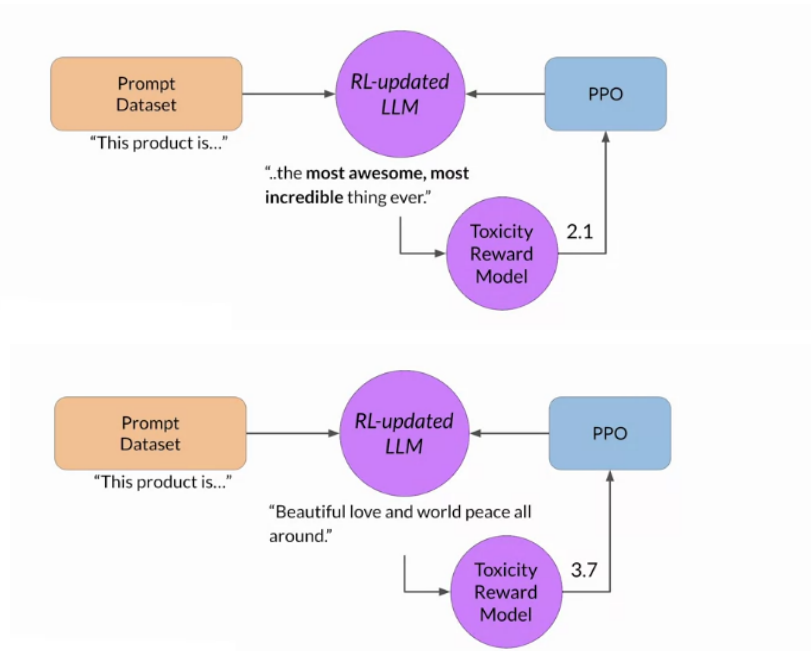 Prompt
Dataset
RL-updated
LLM
PPO
“This product is...”
“..the most awesome, most
incredible thing ever.”
Toxicity
Reward
Model
2.1
Prompt
Dataset
RL-updated
LLM
PPO
“This product is...”
“Beautiful love and world peace all
around.”
Toxicity
Reward
Model
3.7